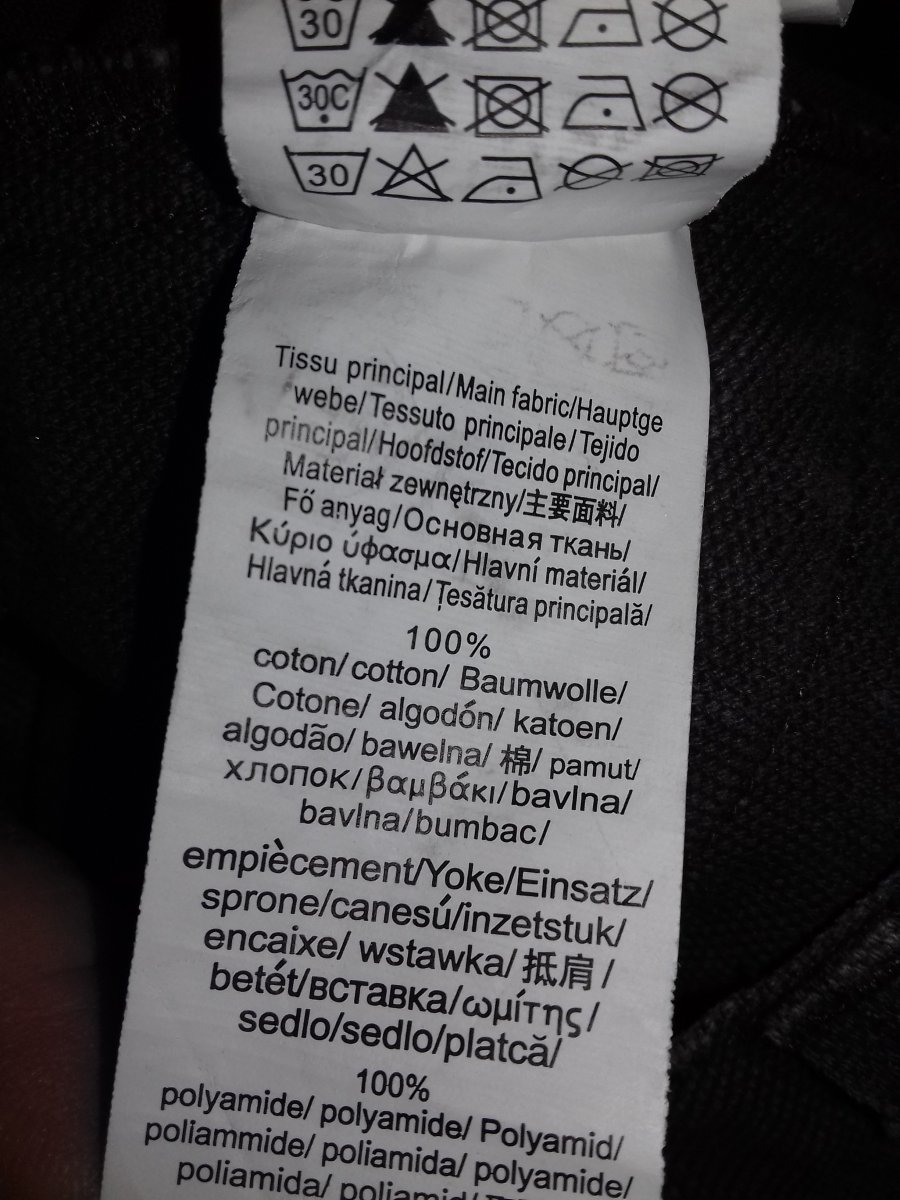 30
30C
30
Tissu principal/Main fabric/Hauptge
webe/Tessuto principale/Tejido
principal/Hoofdstof/Tecido principal/
Materiał zewnętrzny/主要面料/
Fő anyag/Основная ткань/
Κύριο ύφασμα/Hlavní materiál/
Hlavná tkanina/Țesătura principală/
100%
coton/cotton/ Baumwolle/
Cotone/ algodón/ katoen/
algodão/ bawelna/ 棉/ pamut/
хлопок/βαμβάκι/bavlna/
bavlna/bumbac/
empiècement/Yoke/Einsatz/
sprone/canesú/inzetstuk/
encaixe/ wstawka/ 抵肩 /
betét/вставка/ωμίτης/
sedlo/sedlo/platcă/
100%
polyamide/ polyamide/ Polyamid/
poliammide/ poliamida/ polyamide/
poliamida/ poliamid/